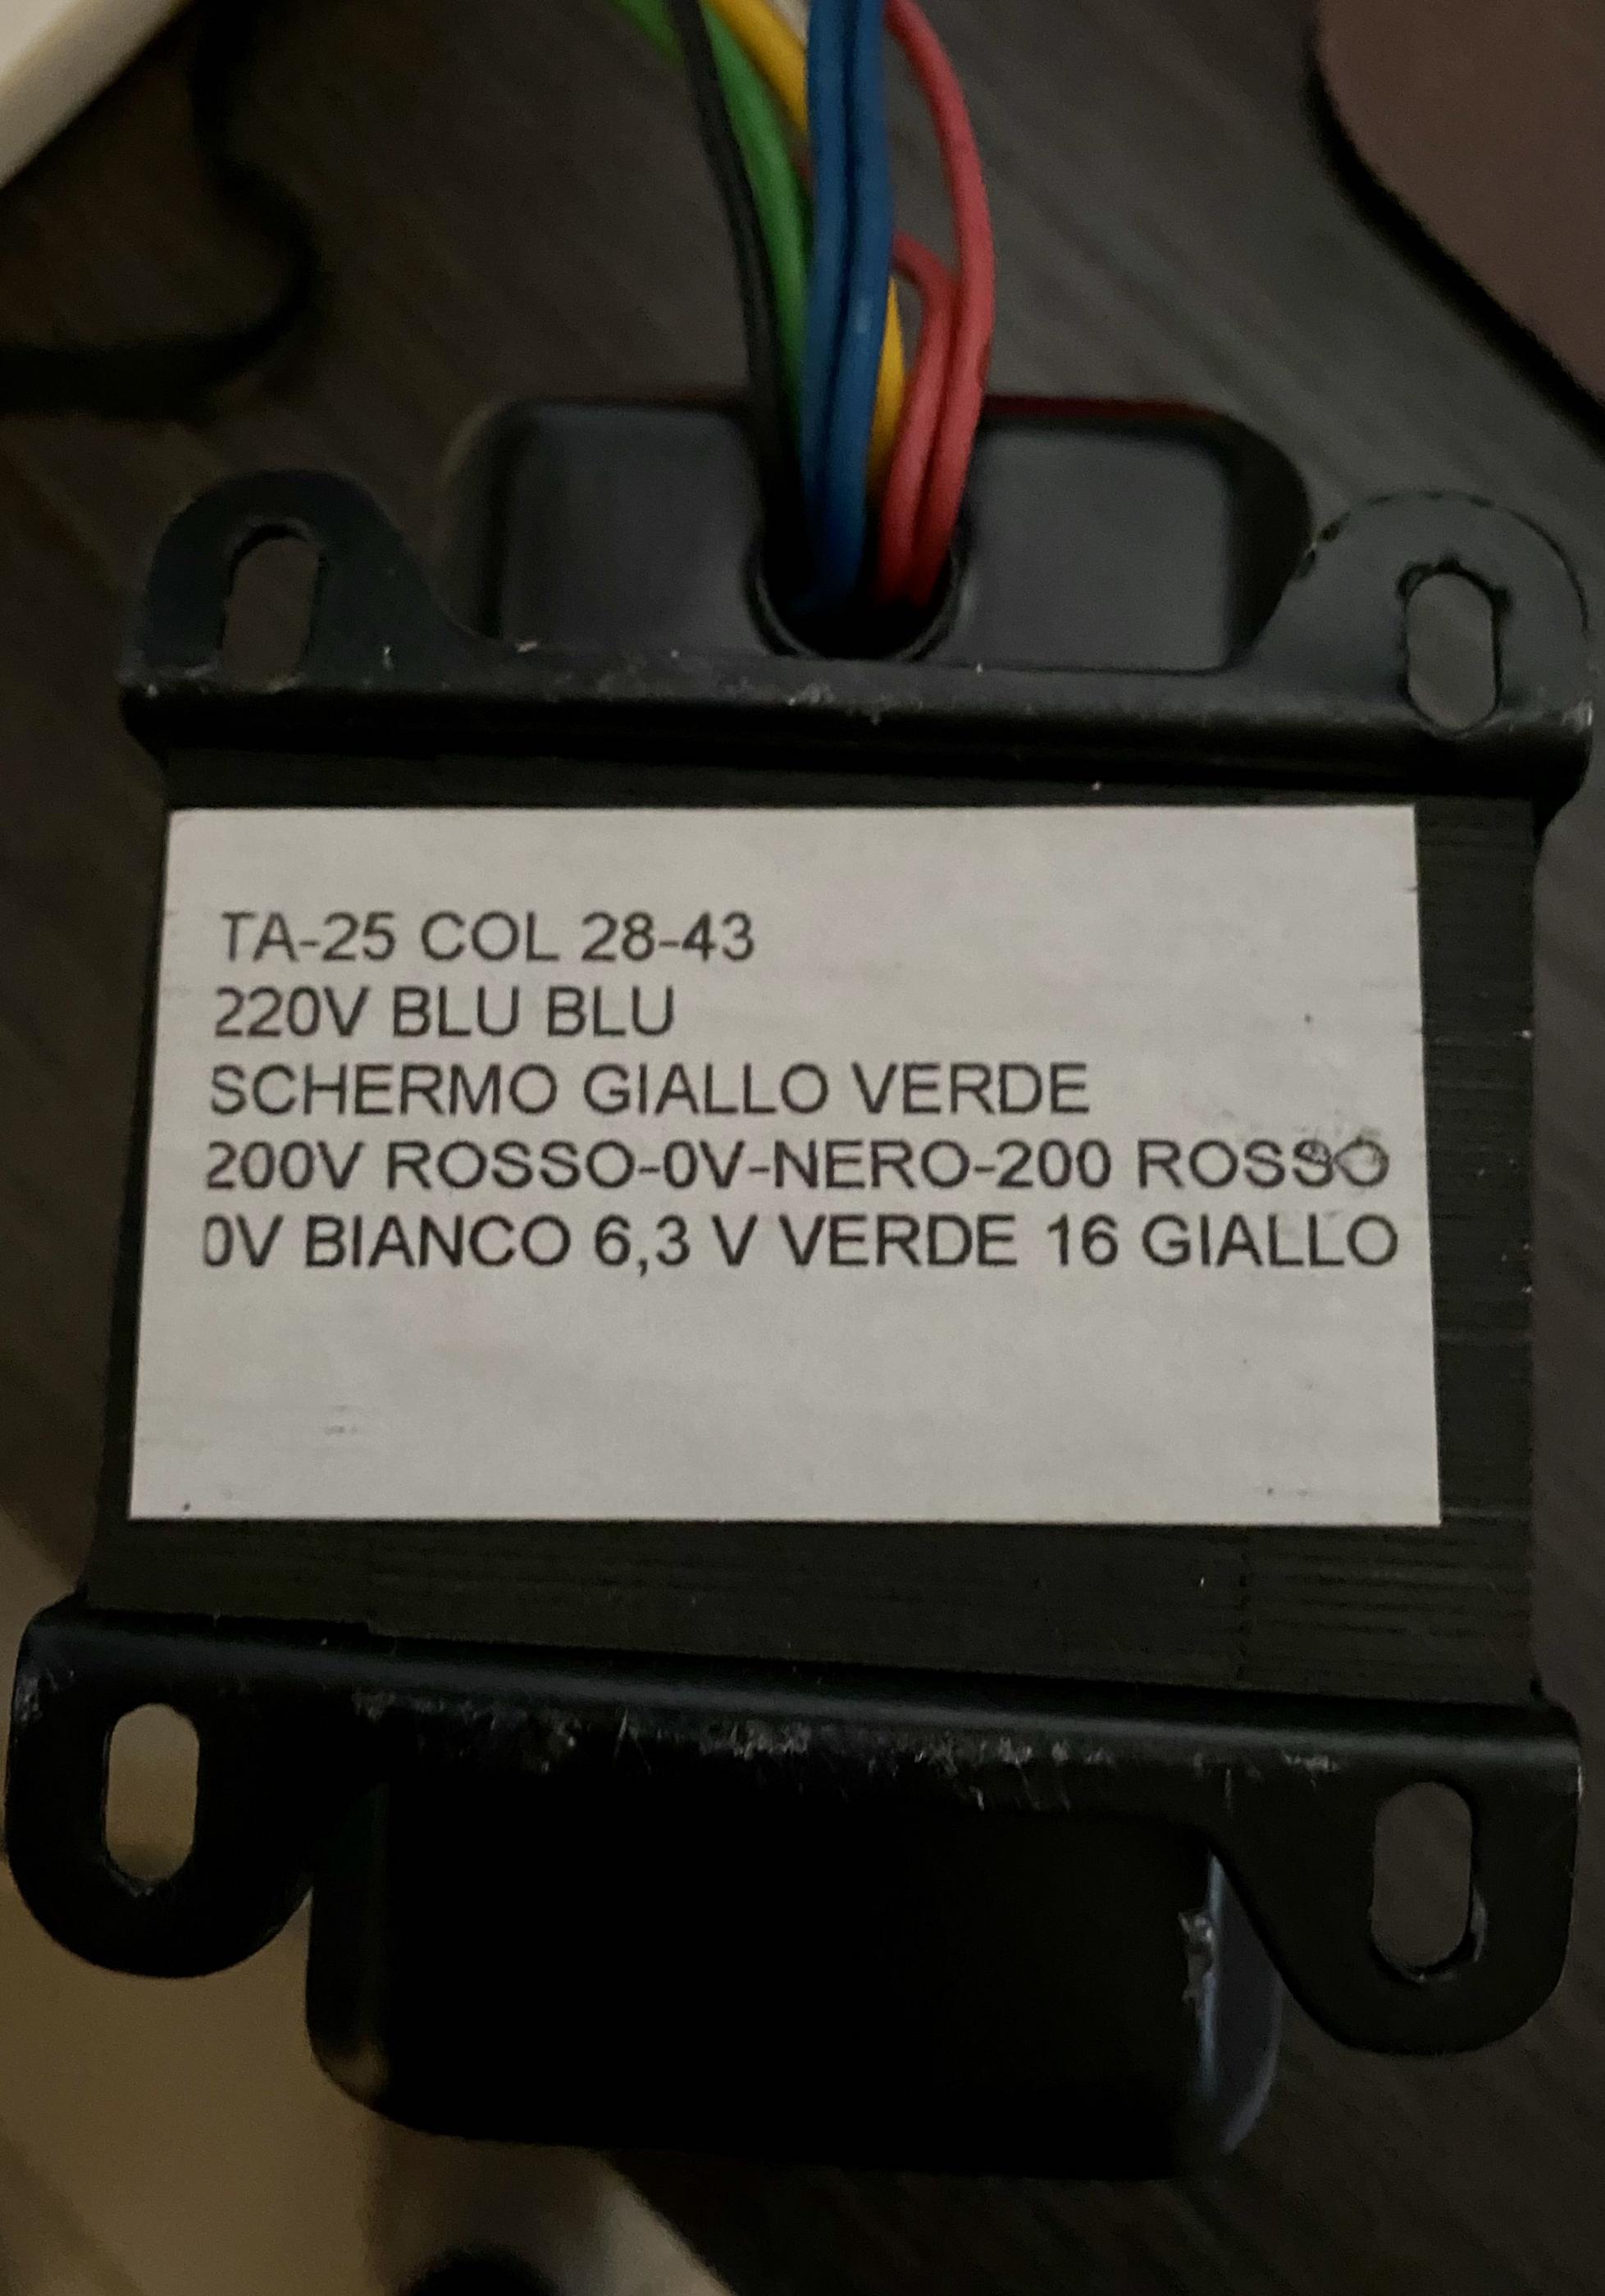 TA-25 COL 28-43
220V BLU BLU
SCHERMO GIALLO VERDE
200V ROSSO-0V-NERO-200 ROSSO
0V BIANCO 6,3 V VERDE 16 GIALLO